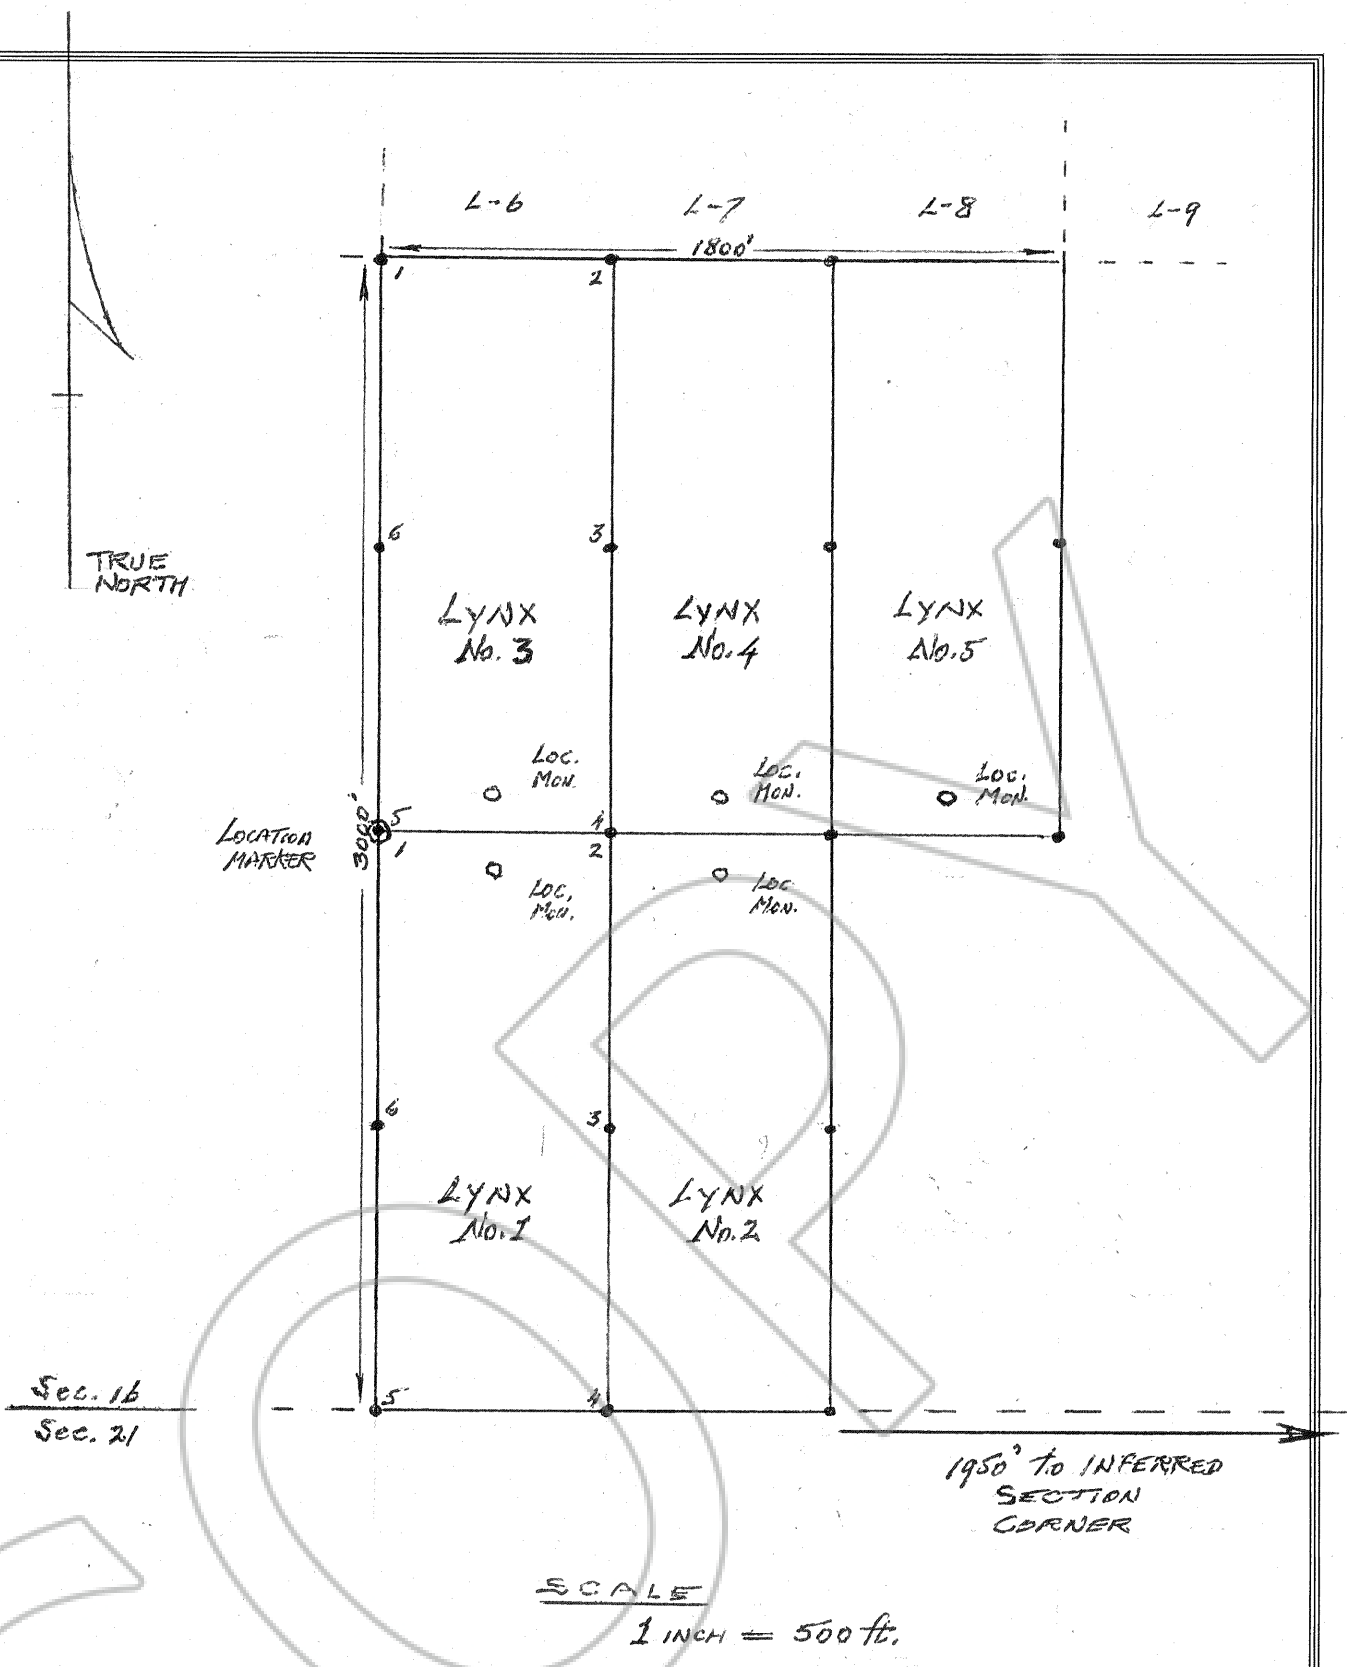 L-6 L-7 L-8 L-9
1800'
1 2
6 3
TRUE
NORTH
LYNX LYNX LYNX
No. 3 No. 4 No. 5
LOC. LOC. LOC.
MON. MON. MON.
5 4
LOCATION
MARKER
3000'
1 2
LOC. LOC
MON. MON.
6 3
LYNX LYNX
No. 1 No. 2
Sec. 16
5 4
Sec. 21
1950' to INFERRED
SECTION
CORNER
SCALE
1 INCH = 500 ft.
COPY